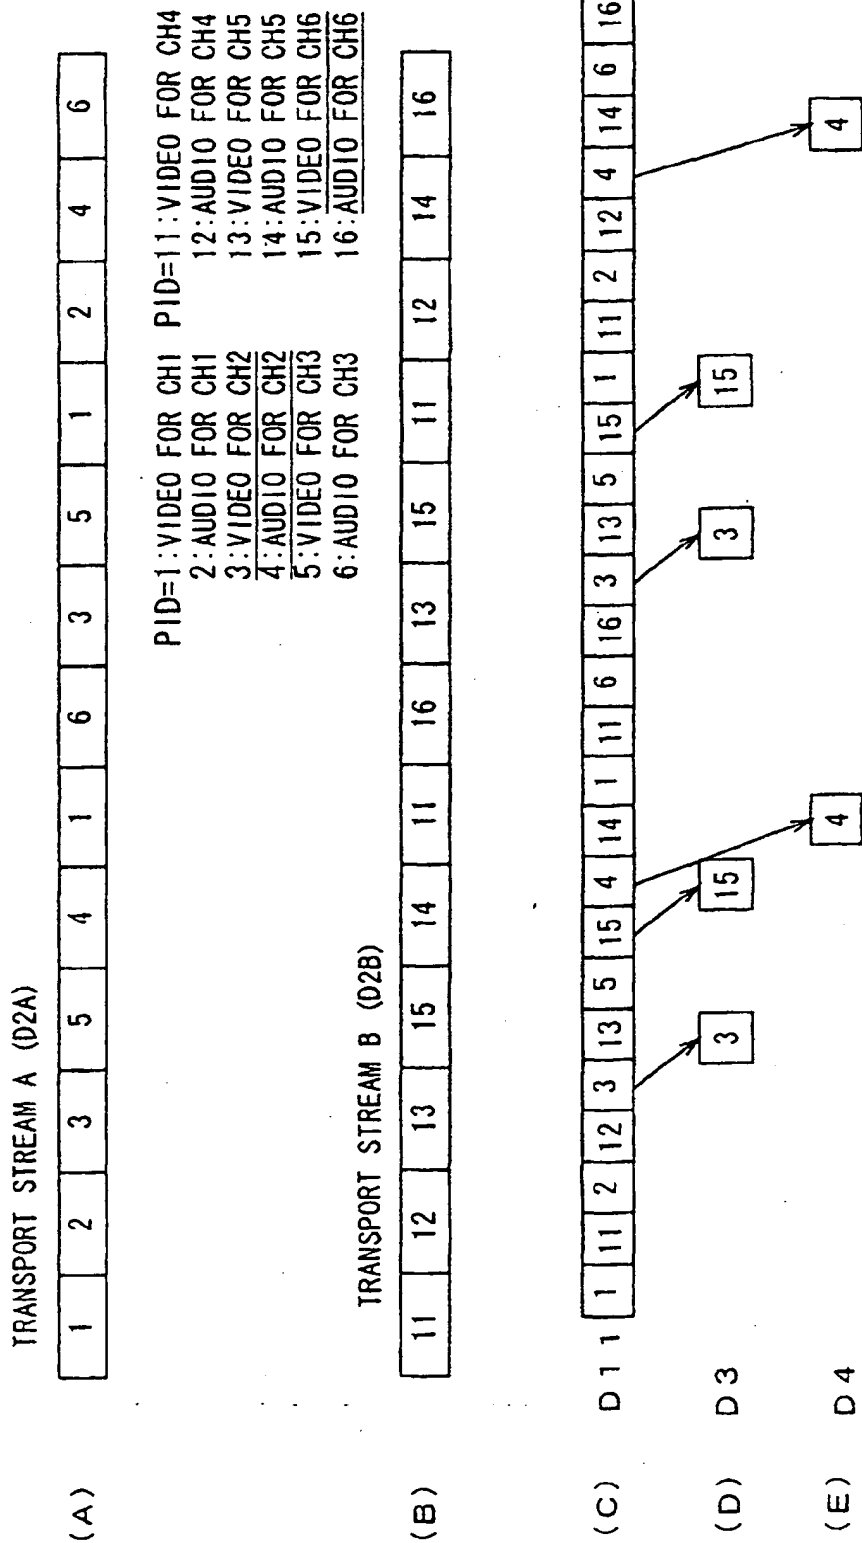 TRANSPORT STREAM A (D2A)
(A) 1 2 3 5 4 1 6 3 5 1 2 4 6
PID=1:VIDEO FOR CH1
2:AUDIO FOR CH1
3:VIDEO FOR CH2
4:AUDIO FOR CH2
5:VIDEO FOR CH3
6:AUDIO FOR CH3
PID=11:VIDEO FOR CH4
12:AUDIO FOR CH4
13:VIDEO FOR CH5
14:AUDIO FOR CH5
15:VIDEO FOR CH6
16:AUDIO FOR CH6
TRANSPORT STREAM B (D2B)
(B) 11 12 13 15 14 11 16 13 15 11 12 14 16
(C) D11 1 11 2 12 3 13 5 15 4 14 1 11 6 16 3 13 5 15 1 11 2 12 4 14 6 16
(D) D3 3 15 3 15
(E) D4 4 4